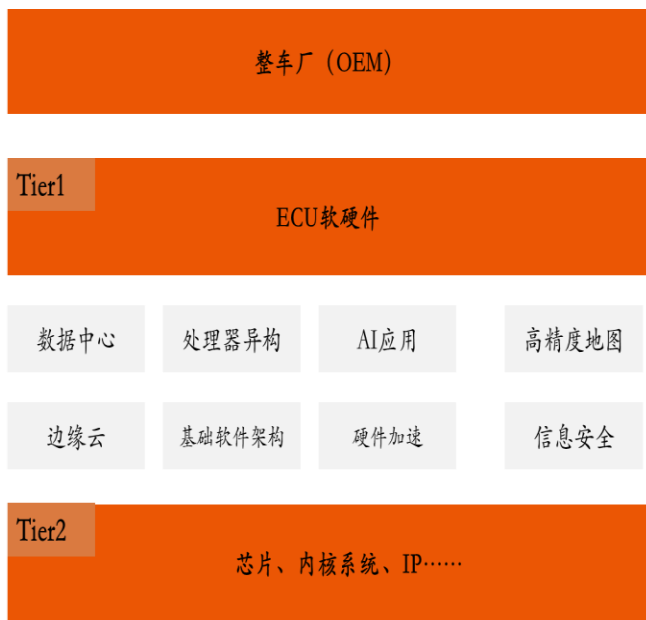 整车厂（OEM）
Tier1
ECU软硬件
数据中心
处理器异构
AI应用
高精度地图
边缘云
基础软件架构
硬件加速
信息安全
Tier2
芯片、内核系统、IP……